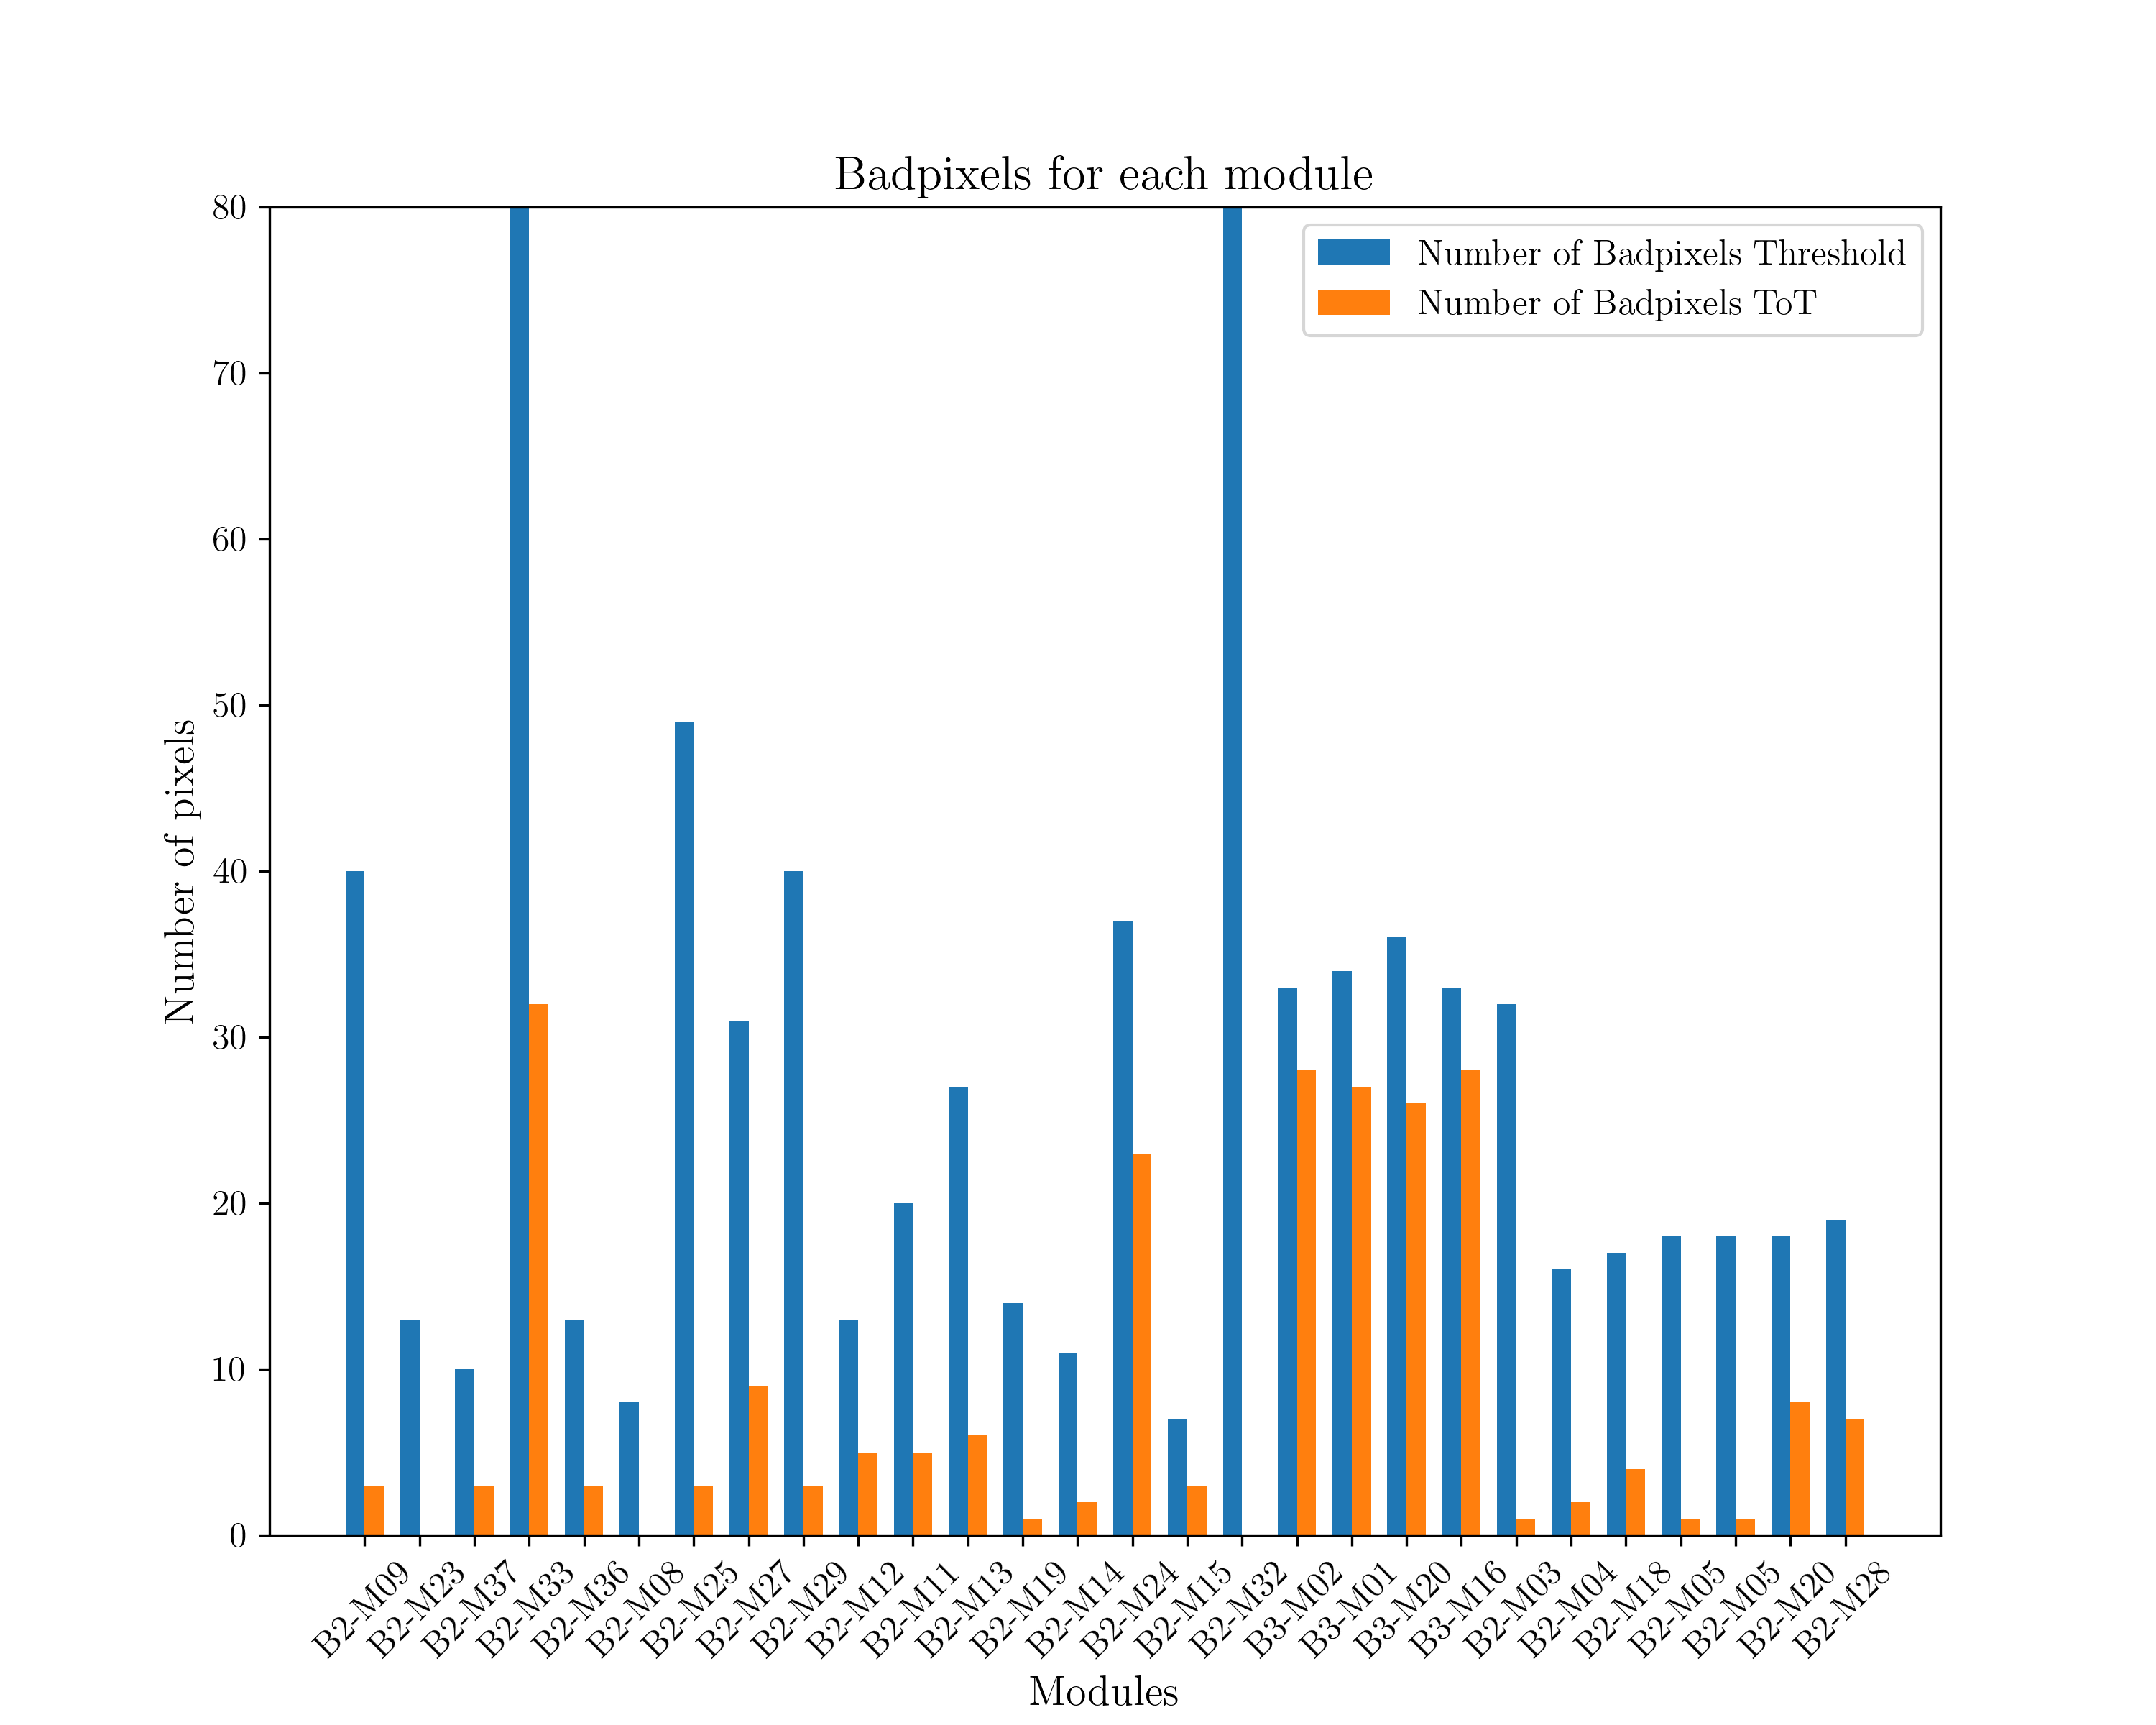 Badpixels for each module
Number of Badpixels Threshold
Number of Badpixels ToT
Number of pixels
80
70
60
50
40
30
20
10
0
B2-M09
B2-M23
B2-M37
B2-M33
B2-M36
B2-M08
B2-M25
B2-M27
B2-M29
B2-M12
B2-M11
B2-M13
B2-M19
B2-M14
B2-M24
B2-M15
B2-M32
B3-M02
B3-M01
B3-M20
B3-M16
B2-M03
B2-M04
B2-M18
B2-M05
B2-M05
B2-M20
B2-M28
Modules